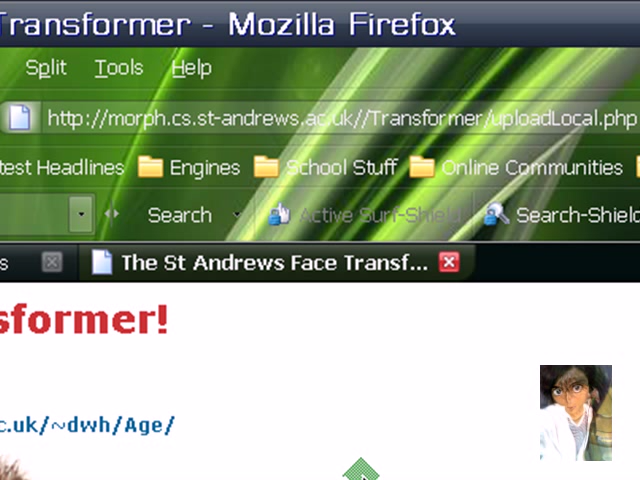 Transformer - Mozilla Firefox
Split Tools Help
http://morph.cs.st-andrews.ac.uk//Transformer/uploadLocal.php
test Headlines Engines School Stuff Online Communities
Search Active Surf-Shield Search-Shield
s The St Andrews Face Transf...
sformer!
c.uk/~dwh/Age/